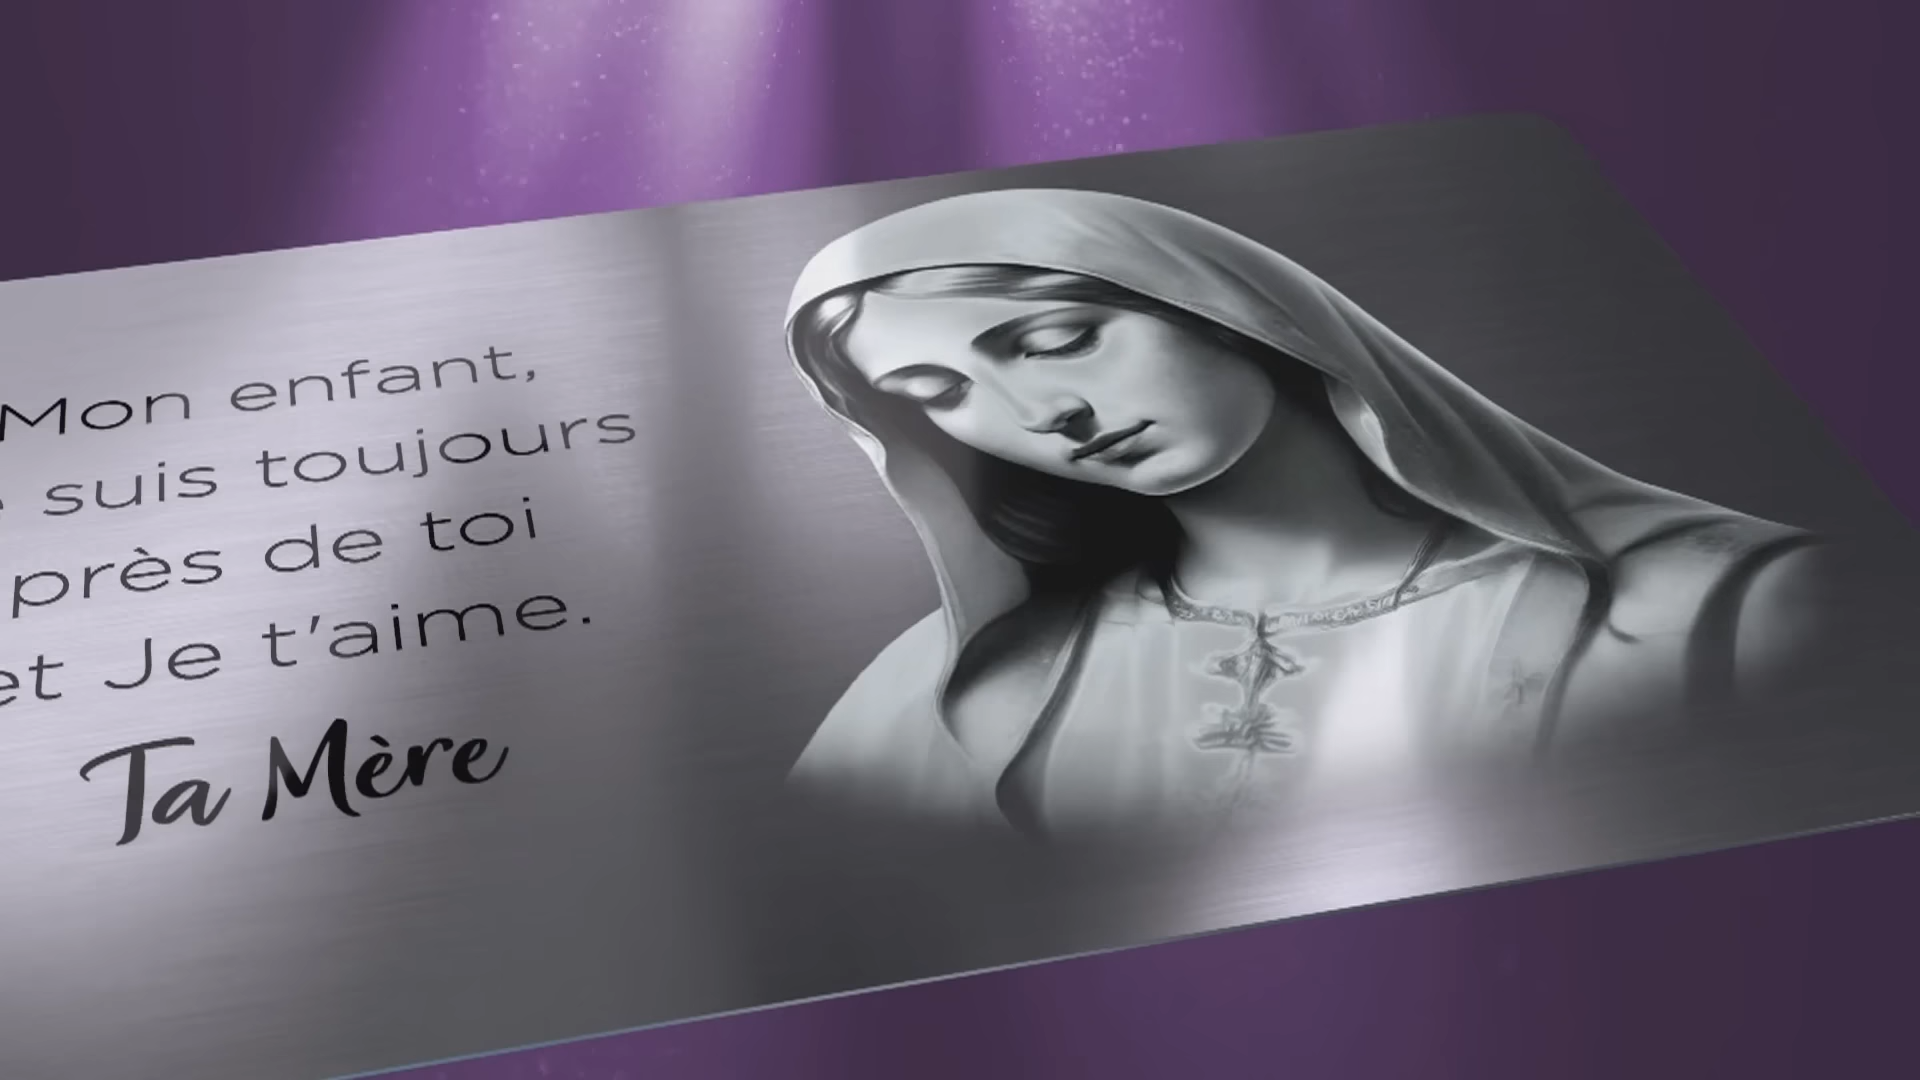 Mon enfant,
suis toujours
près de toi
et Je t'aime.
Ta Mère